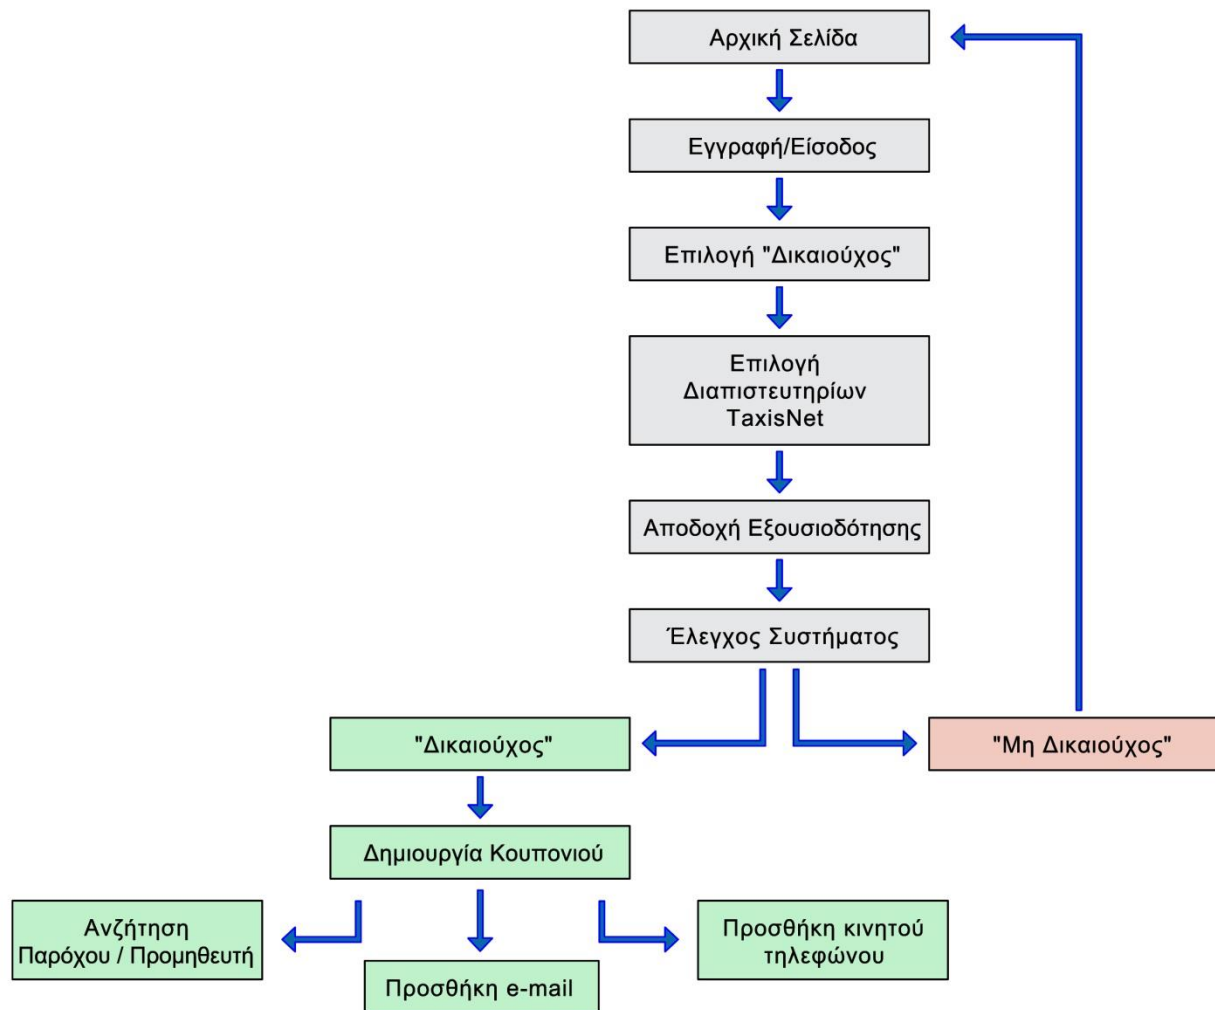 Αρχική Σελίδα
Εγγραφή/Είσοδος
Επιλογή "Δικαιούχος"
Επιλογή
Διαπιστευτηρίων
TaxisNet
Αποδοχή Εξουσιοδότησης
Έλεγχος Συστήματος
"Δικαιούχος"
"Μη Δικαιούχος"
Δημιουργία Κουπονιού
Ανζήτηση
Παρόχου / Προμηθευτή
Προσθήκη e-mail
Προσθήκη κινητού
τηλεφώνου